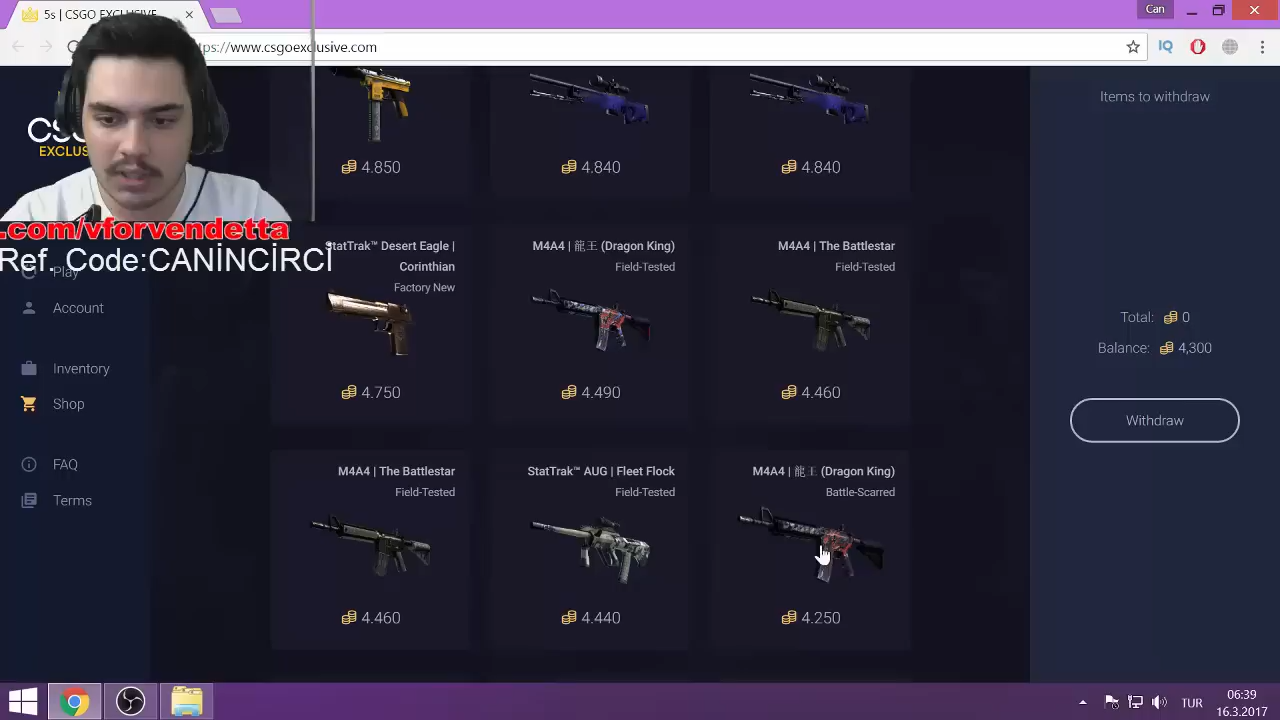 5s | CSGO EXCLUSIVE
Can
ttps://www.csgoexclusive.com
IQ
Items to withdraw
4.850
4.840
4.840
.com/vforvendetta
Ref. Code:CANİNCİRCİ
Play
Account
Inventory
Shop
FAQ
Terms
StatTrak™ Desert Eagle |
Corinthian
Factory New
4.750
M4A4 | 龍王 (Dragon King)
Field-Tested
4.490
M4A4 | The Battlestar
Field-Tested
4.460
M4A4 | The Battlestar
Field-Tested
4.460
StatTrak™ AUG | Fleet Flock
Field-Tested
4.440
M4A4 | 龍王 (Dragon King)
Battle-Scarred
4.250
Total: 0
Balance: 4,300
Withdraw
TUR
06:39
16.3.2017